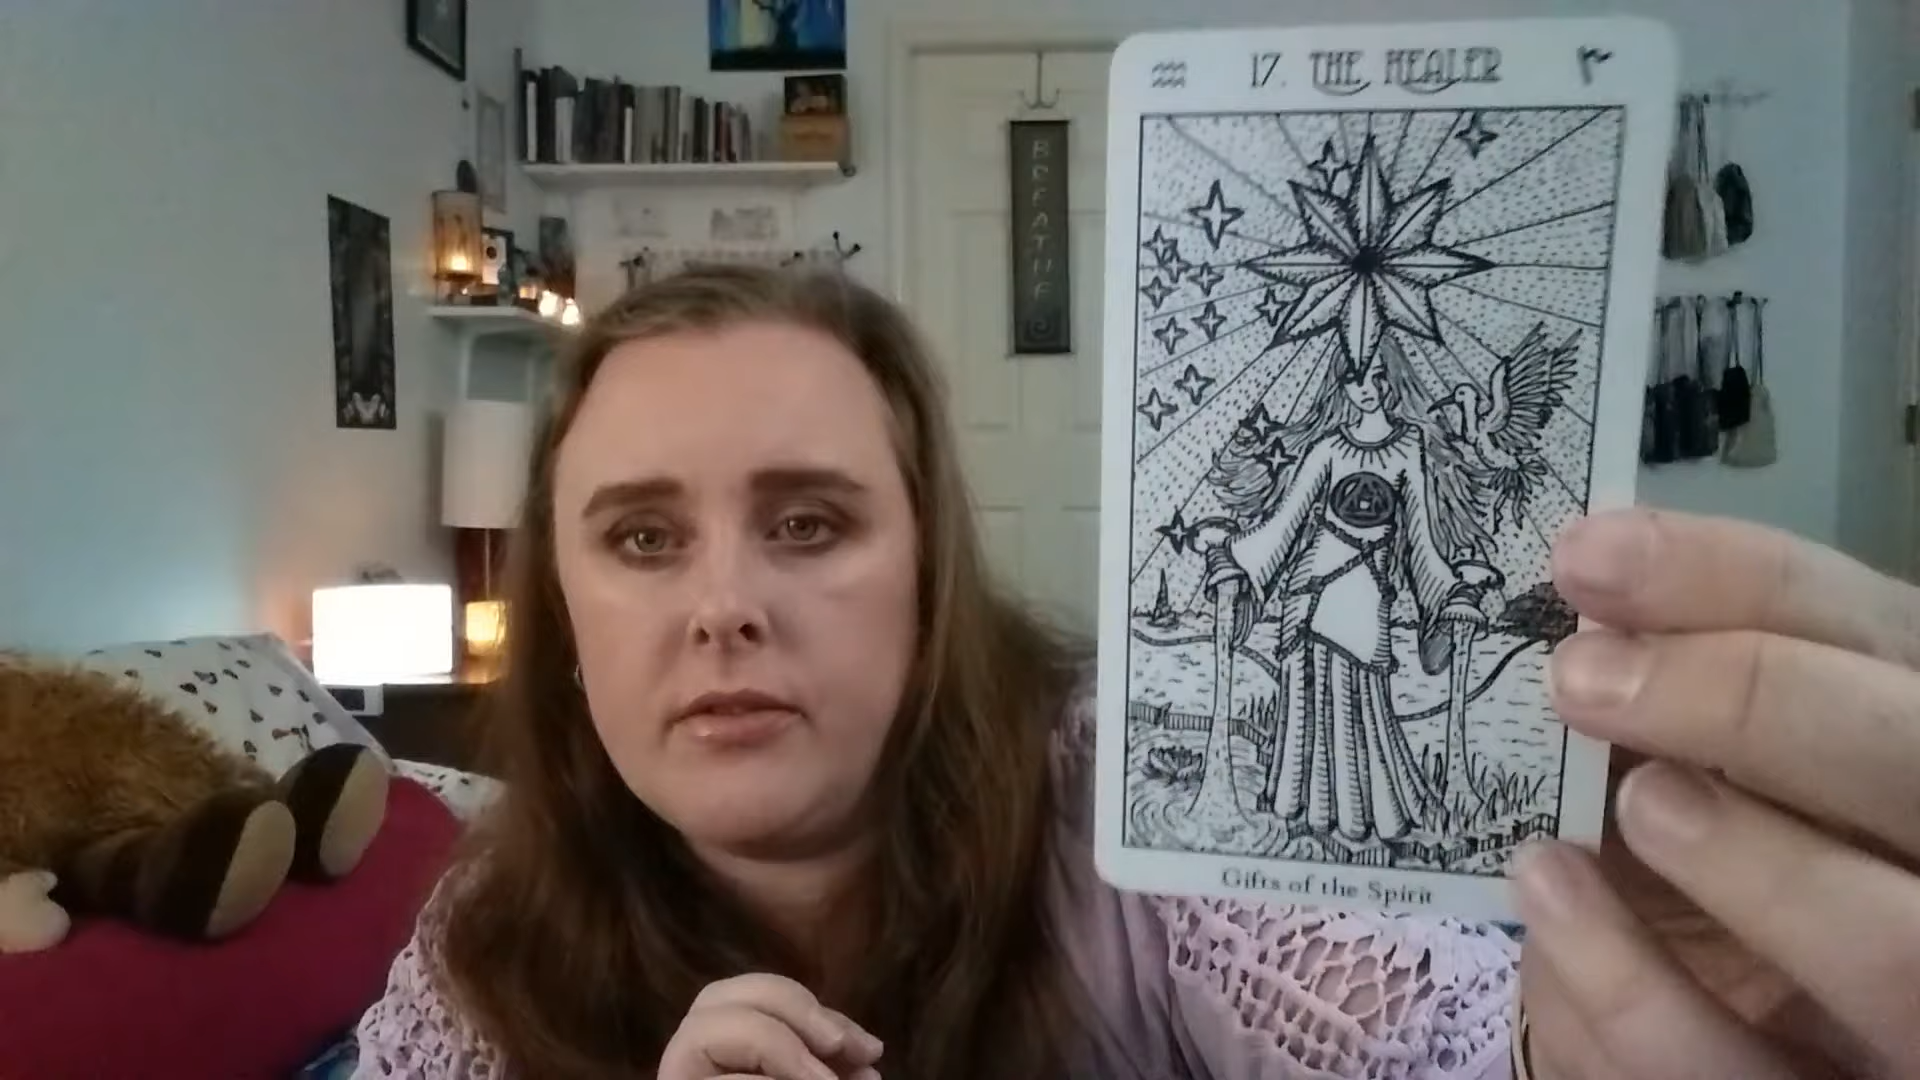 BREATHE
17. THE HEALER
Gifts of the Spirit